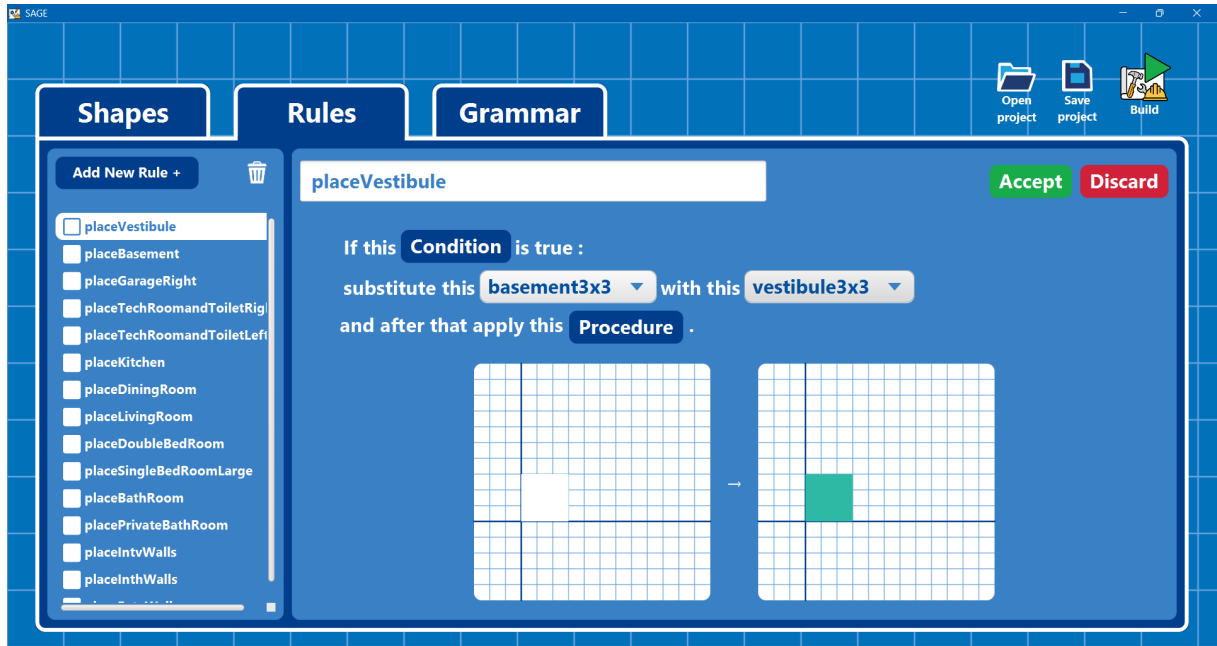 SAGE
Open project
Save project
Build
Shapes
Rules
Grammar
Add New Rule +
placeVestibule
placeBasement
placeGarageRight
placeTechRoomandToiletRig
placeTechRoomandToiletLeft
placeKitchen
placeDiningRoom
placeLivingRoom
placeDoubleBedRoom
placeSingleBedRoomLarge
placeBathRoom
placePrivateBathRoom
placeIntvWalls
placeInthWalls
placeVestibule
Accept
Discard
If this Condition is true :
substitute this basement3x3 with this vestibule3x3
and after that apply this Procedure .
→